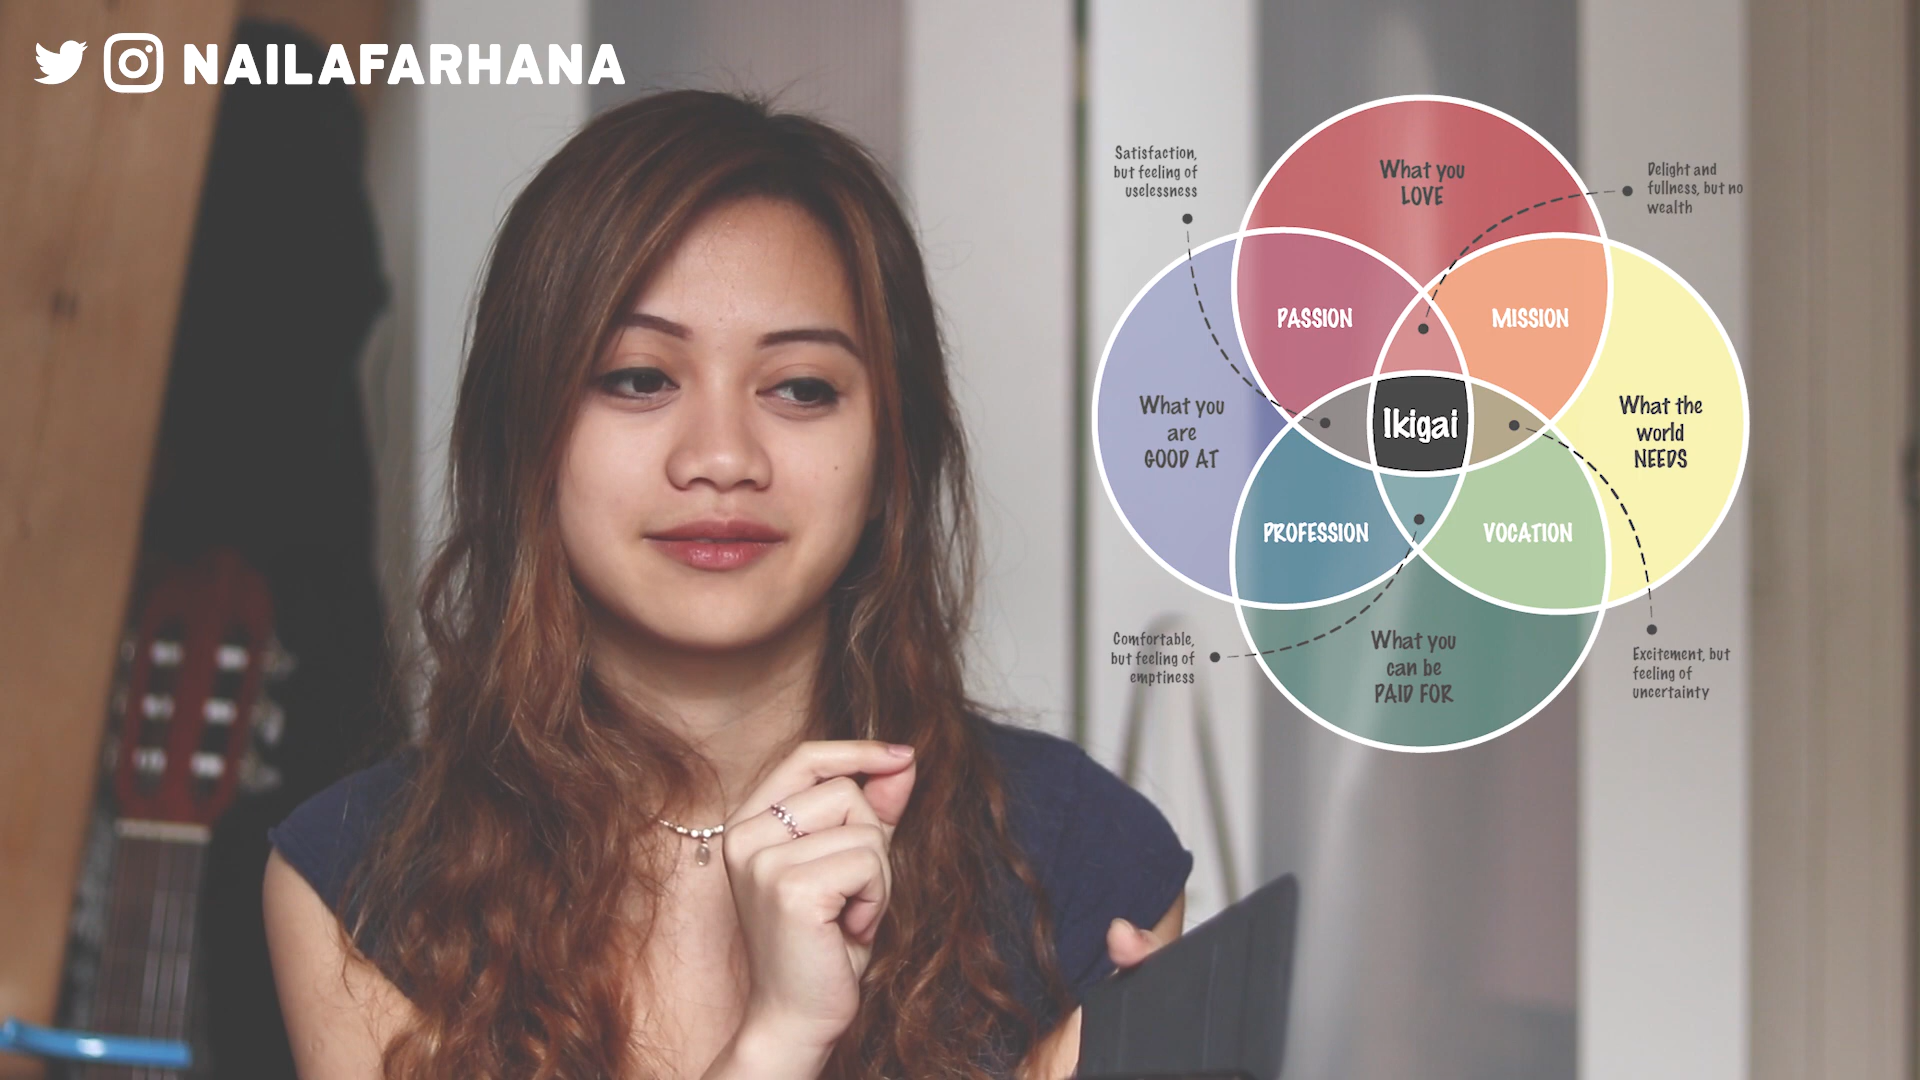 NAILAFARHANA
Satisfaction,
but feeling of
uselessness
Delight and
fullness, but no
wealth
What you
LOVE
PASSION
MISSION
What you
are
GOOD AT
Ikigai
What the
world
NEEDS
PROFESSION
VOCATION
What you
can be
PAID FOR
Comfortable,
but feeling of
emptiness
Excitement, but
feeling of
uncertainty